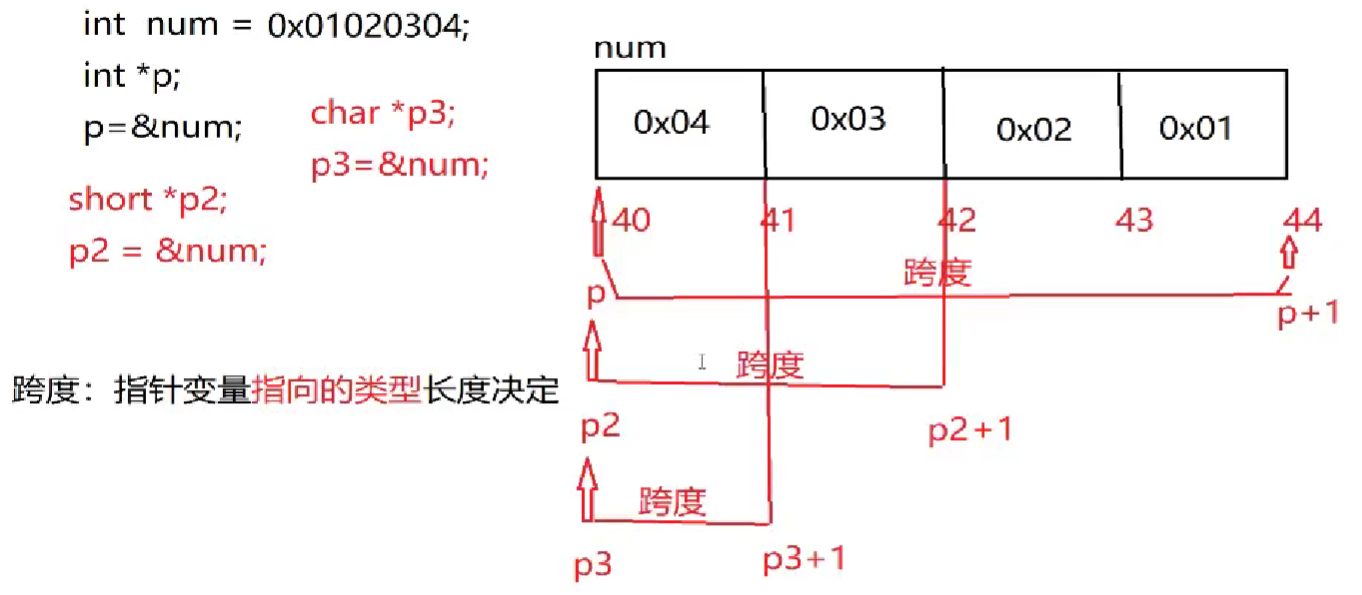 int num = 0x01020304;
int *p;
p=&num;
char *p3;
p3=&num;
short *p2;
p2 = &num;
跨度：指针变量指向的类型长度决定
num
0x04 0x03 0x02 0x01
40 41 42 43 44
跨度
p p+1
跨度
p2 p2+1
跨度
p3 p3+1